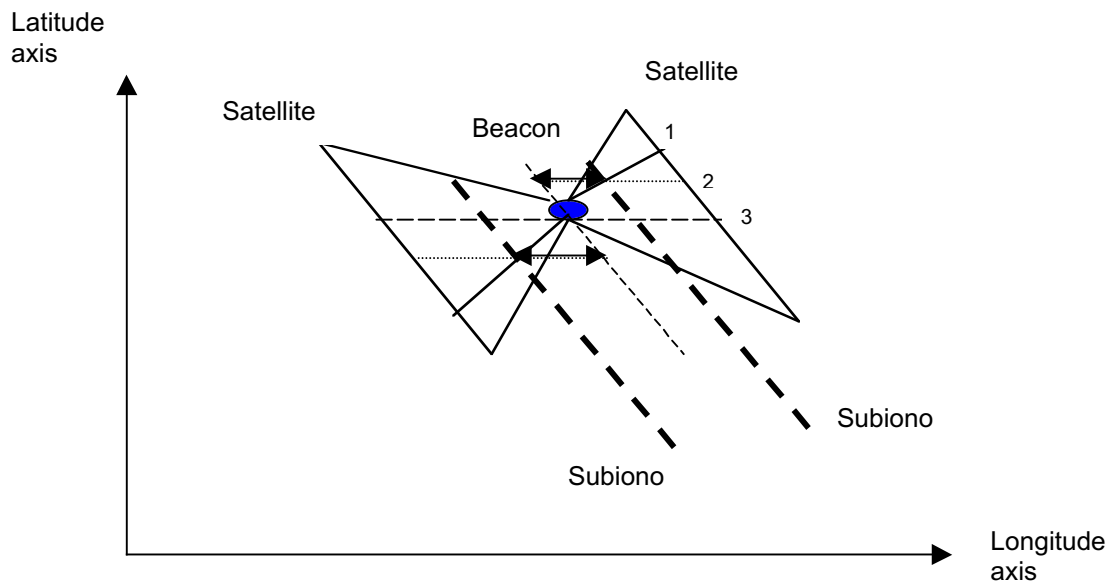 Latitude
axis
Satellite
Satellite
Beacon
1
2
3
Subiono
Subiono
Longitude
axis